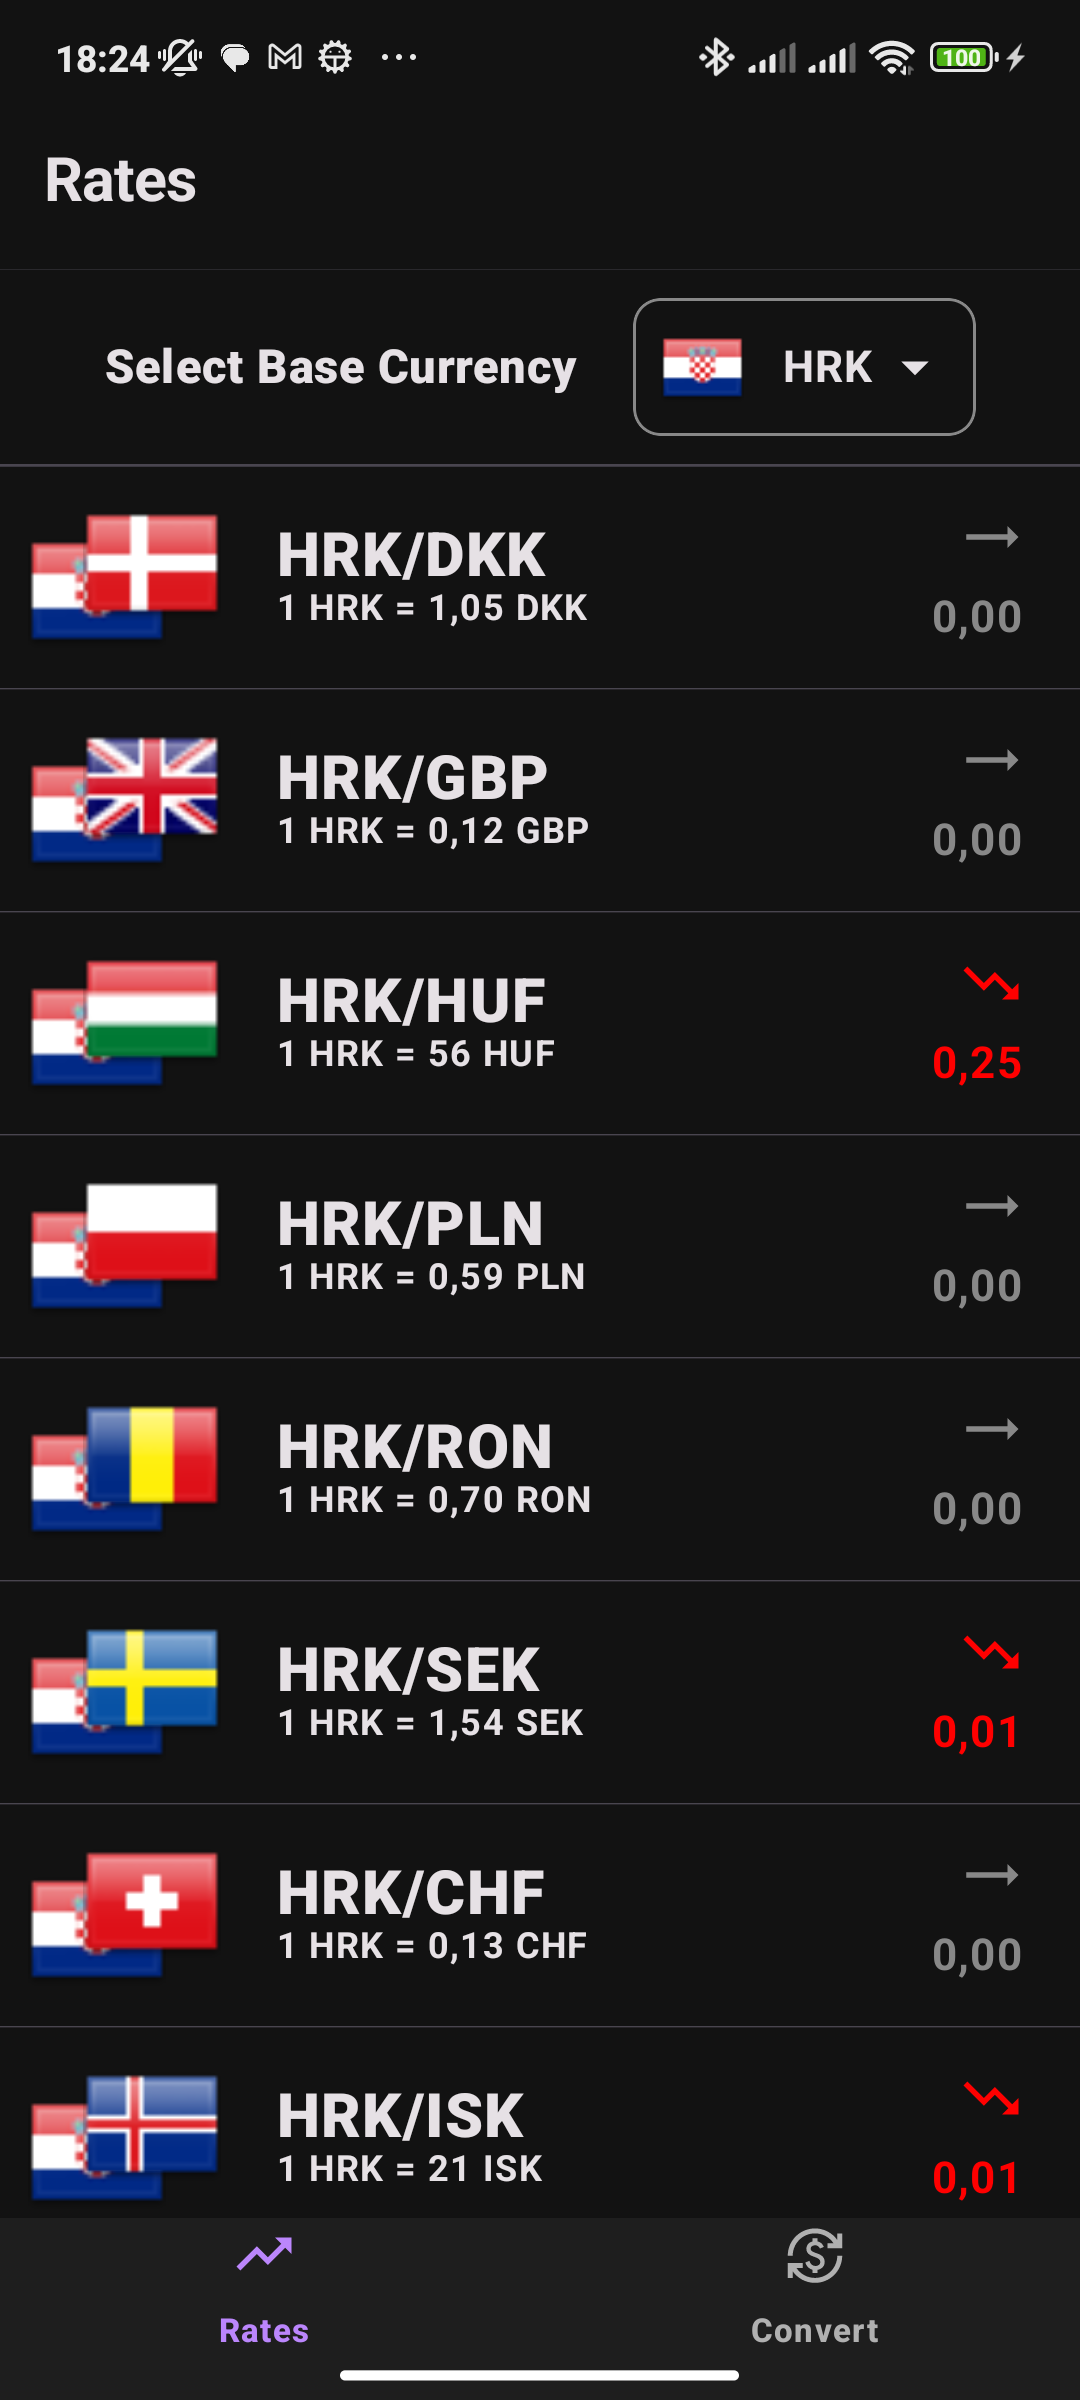 18:24
100
Rates
Select Base Currency
HRK
HRK/DKK
1 HRK = 1,05 DKK
0,00
HRK/GBP
1 HRK = 0,12 GBP
0,00
HRK/HUF
1 HRK = 56 HUF
0,25
HRK/PLN
1 HRK = 0,59 PLN
0,00
HRK/RON
1 HRK = 0,70 RON
0,00
HRK/SEK
1 HRK = 1,54 SEK
0,01
HRK/CHF
1 HRK = 0,13 CHF
0,00
HRK/ISK
1 HRK = 21 ISK
0,01
Rates
Convert